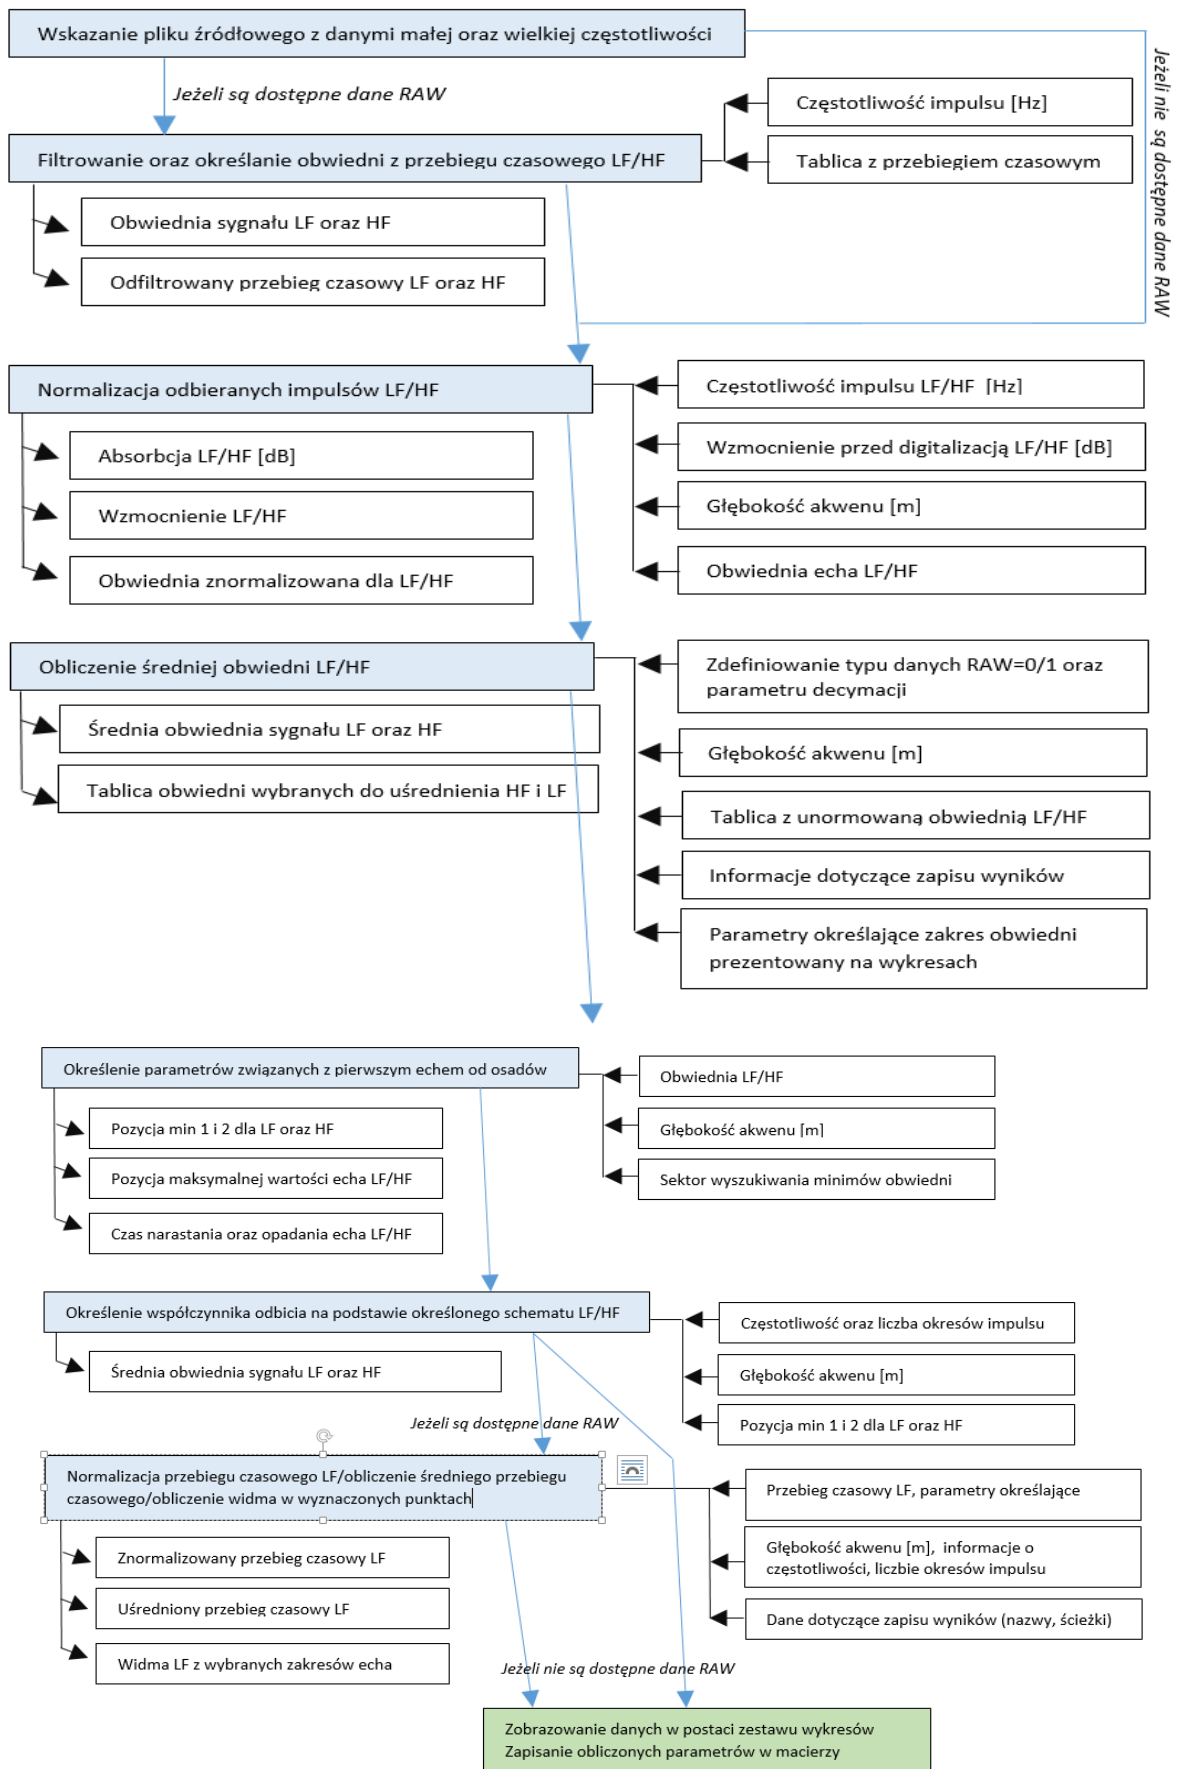 Wskazanie pliku źródłowego z danymi małej oraz wielkiej częstotliwości
Jeżeli są dostępne dane RAW
Jeżeli nie są dostępne dane RAW
Częstotliwość impulsu [Hz]
Filtrowanie oraz określanie obwiedni z przebiegu czasowego LF/HF
Tablica z przebiegiem czasowym
Obwiednia sygnału LF oraz HF
Odfiltrowany przebieg czasowy LF oraz HF
Normalizacja odbieranych impulsów LF/HF
Częstotliwość impulsu LF/HF [Hz]
Wzmocnienie przed digitalizacją LF/HF [dB]
Głębokość akwenu [m]
Obwiednia echa LF/HF
Absorbcja LF/HF [dB]
Wzmocnienie LF/HF
Obwiednia znormalizowana dla LF/HF
Obliczenie średniej obwiedni LF/HF
Zdefiniowanie typu danych RAW=0/1 oraz
parametru decymacji
Głębokość akwenu [m]
Tablica z unormowaną obwiednią LF/HF
Informacje dotyczące zapisu wyników
Parametry określające zakres obwiedni
prezentowany na wykresach
Średnia obwiednia sygnału LF oraz HF
Tablica obwiedni wybranych do uśrednienia HF i LF
Określenie parametrów związanych z pierwszym echem od osadów
Obwiednia LF/HF
Głębokość akwenu [m]
Sektor wyszukiwania minimów obwiedni
Pozycja min 1 i 2 dla LF oraz HF
Pozycja maksymalnej wartości echa LF/HF
Czas narastania oraz opadania echa LF/HF
Określenie współczynnika odbicia na podstawie określonego schematu LF/HF
Częstotliwość oraz liczba okresów impulsu
Głębokość akwenu [m]
Pozycja min 1 i 2 dla LF oraz HF
Średnia obwiednia sygnału LF oraz HF
Jeżeli są dostępne dane RAW
Normalizacja przebiegu czasowego LF/obliczenie średniego przebiegu
czasowego/obliczenie widma w wyznaczonych punktach
Przebieg czasowy LF, parametry określające
Głębokość akwenu [m], informacje o
częstotliwości, liczbie okresów impulsu
Dane dotyczące zapisu wyników (nazwy, ścieżki)
Znormalizowany przebieg czasowy LF
Uśredniony przebieg czasowy LF
Widma LF z wybranych zakresów echa
Jeżeli nie są dostępne dane RAW
Zobrazowanie danych w postaci zestawu wykresów
Zapisanie obliczonych parametrów w macierzy